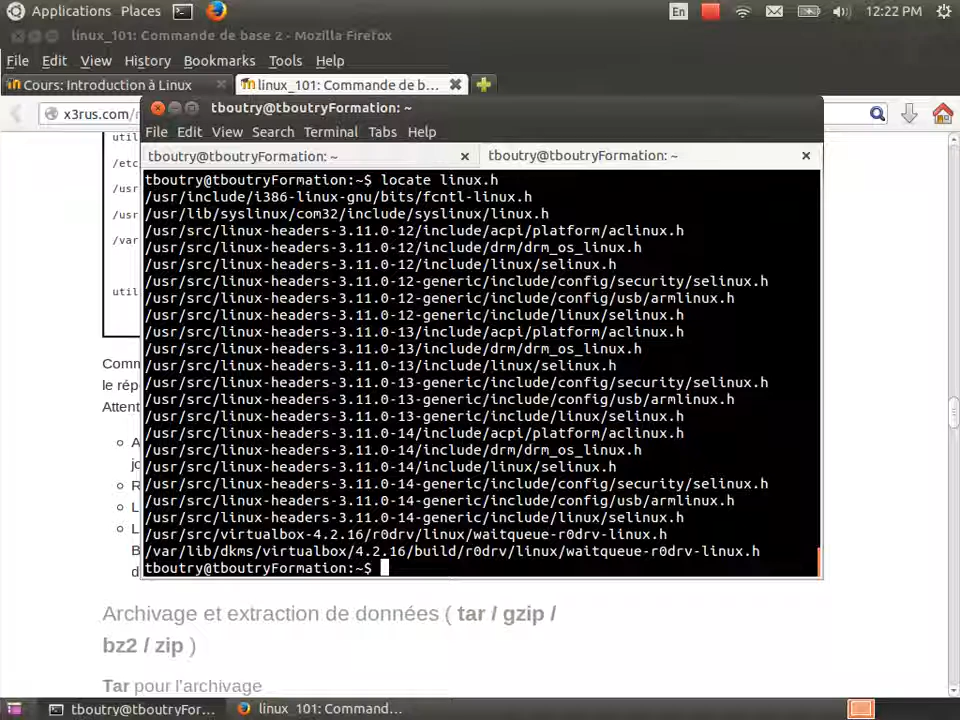 Applications Places En 12:22 PM
linux_101: Commande de base 2 - Mozilla Firefox
File Edit View History Bookmarks Tools Help
Cours: Introduction à Linux linux_101: Commande de b...
x3rus.com/
tboutry@tboutryFormation: ~
File Edit View Search Terminal Tabs Help
tboutry@tboutryFormation: ~ tboutry@tboutryFormation: ~
util
/etc
/usr
/usr
/var
util
tboutry@tboutryFormation:~$ locate linux.h
/usr/include/i386-linux-gnu/bits/fcntl-linux.h
/usr/lib/syslinux/com32/include/syslinux/linux.h
/usr/src/linux-headers-3.11.0-12/include/acpi/platform/aclinux.h
/usr/src/linux-headers-3.11.0-12/include/drm/drm_os_linux.h
/usr/src/linux-headers-3.11.0-12/include/linux/selinux.h
/usr/src/linux-headers-3.11.0-12-generic/include/config/security/selinux.h
/usr/src/linux-headers-3.11.0-12-generic/include/config/usb/armlinux.h
/usr/src/linux-headers-3.11.0-12-generic/include/linux/selinux.h
/usr/src/linux-headers-3.11.0-13/include/acpi/platform/aclinux.h
/usr/src/linux-headers-3.11.0-13/include/drm/drm_os_linux.h
/usr/src/linux-headers-3.11.0-13/include/linux/selinux.h
/usr/src/linux-headers-3.11.0-13-generic/include/config/security/selinux.h
/usr/src/linux-headers-3.11.0-13-generic/include/config/usb/armlinux.h
/usr/src/linux-headers-3.11.0-13-generic/include/linux/selinux.h
/usr/src/linux-headers-3.11.0-14/include/acpi/platform/aclinux.h
/usr/src/linux-headers-3.11.0-14/include/drm/drm_os_linux.h
/usr/src/linux-headers-3.11.0-14/include/linux/selinux.h
/usr/src/linux-headers-3.11.0-14-generic/include/config/security/selinux.h
/usr/src/linux-headers-3.11.0-14-generic/include/config/usb/armlinux.h
/usr/src/linux-headers-3.11.0-14-generic/include/linux/selinux.h
/usr/src/virtualbox-4.2.16/r0drv/linux/waitqueue-r0drv-linux.h
/var/lib/dkms/virtualbox/4.2.16/build/r0drv/linux/waitqueue-r0drv-linux.h
tboutry@tboutryFormation:~$
Comm
le rép
Attent
A
jo
R
L
L
B
d
Archivage et extraction de données ( tar / gzip /
bz2 / zip )
Tar pour l'archivage
tboutry@tboutryFor... linux_101: Command...